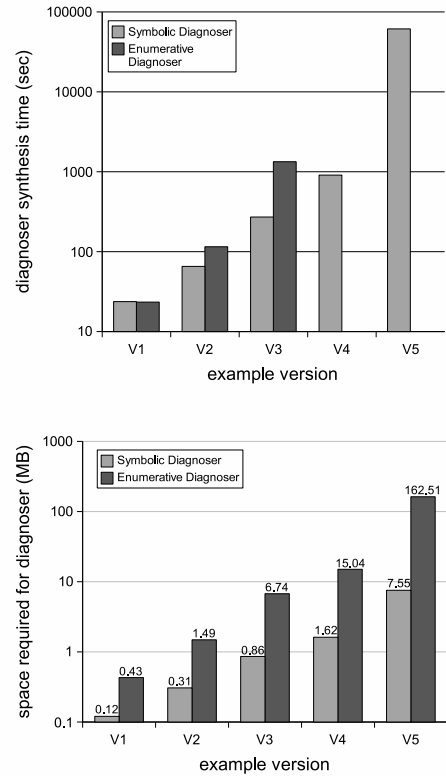 diagnoser synthesis time (sec)
100000
10000
1000
100
10
Symbolic Diagnoser
Enumerative
Diagnoser
V1 V2 V3 V4 V5
example version
space required for diagnoser (MB)
1000
100
10
1
0.1
Symbolic Diagnoser
Enumerative Diagnoser
0.12 0.43 0.31 1.49 0.86 6.74 1.62 15.04 7.55 162.51
V1 V2 V3 V4 V5
example version